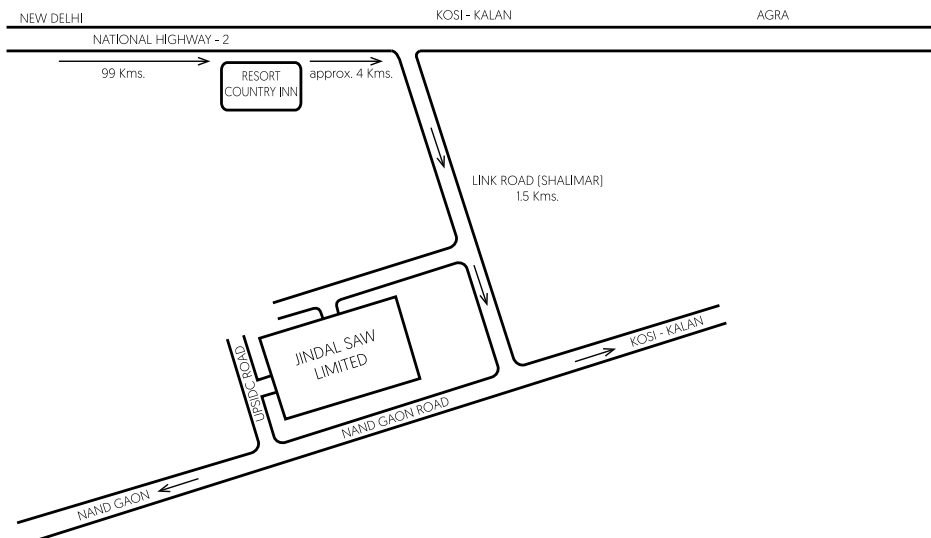 NEW DELHI
KOSI - KALAN
AGRA
NATIONAL HIGHWAY - 2
99 Kms.
RESORT
COUNTRY INN
approx. 4 Kms.
LINK ROAD (SHALIMAR)
1.5 Kms.
JINDAL SAW
LIMITED
UPSIDC ROAD
KOSI - KALAN
NAND GAON ROAD
NAND GAON